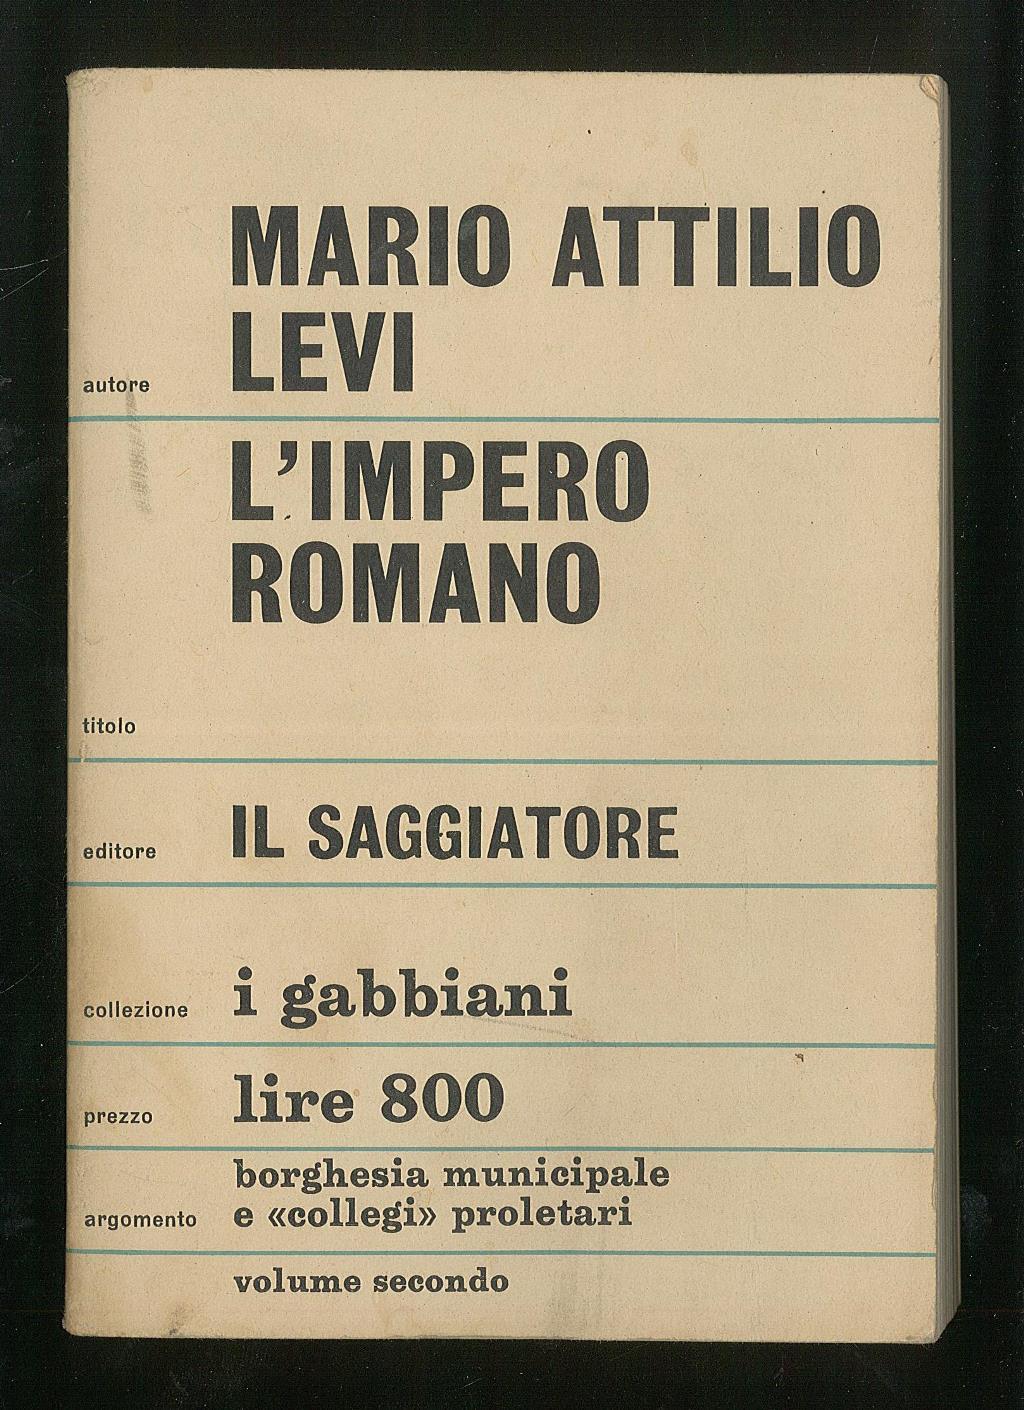 MARIO ATTILIO
LEVI
autore
L'IMPERO
ROMANO
titolo
editore IL SAGGIATORE
collezione i gabbiani
prezzo lire 800
borghesia municipale
argomento e «collegi» proletari
volume secondo